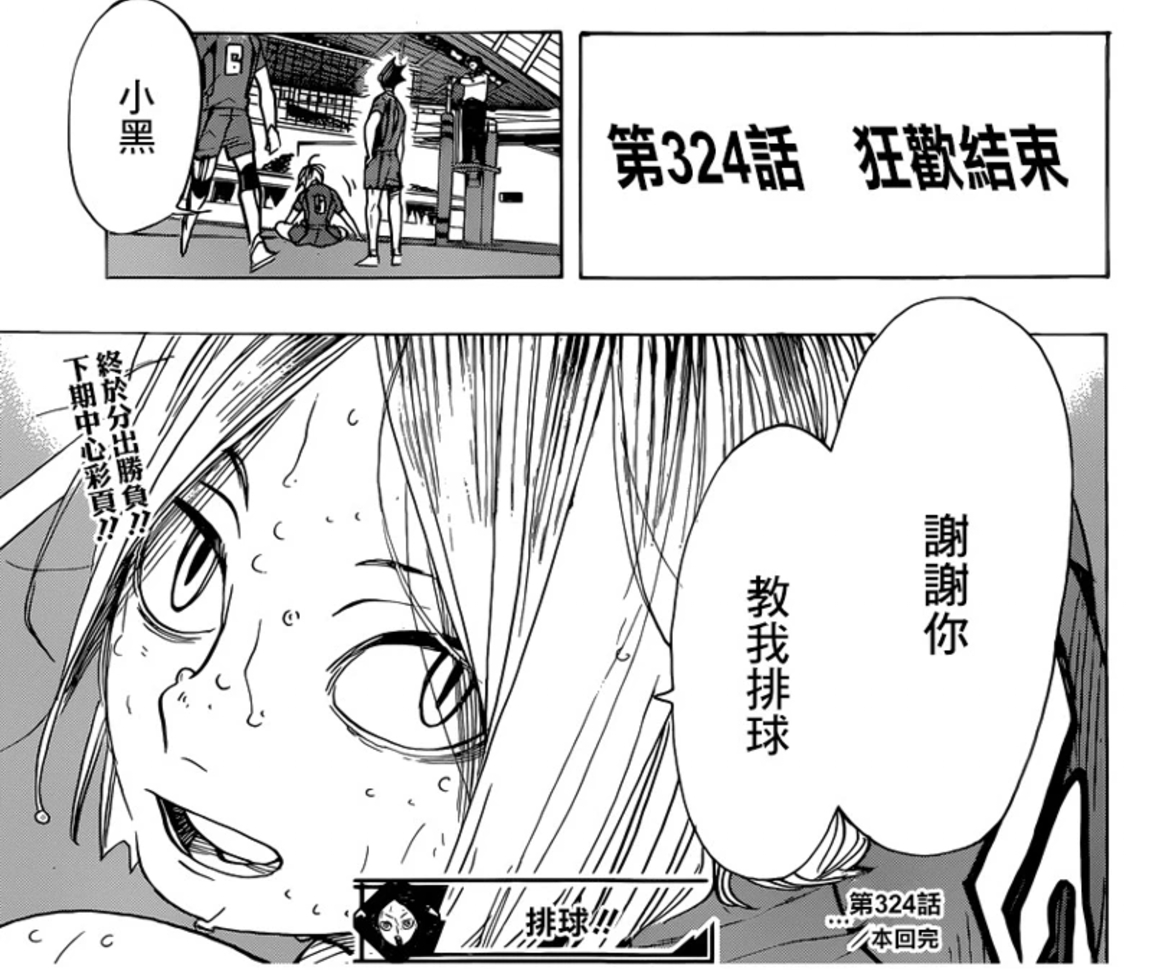 第324話 狂歡結束
小黑
謝謝你
教我排球
終於分出勝負!!
下期中心彩頁!!
排球!!
第324話
…／本回完